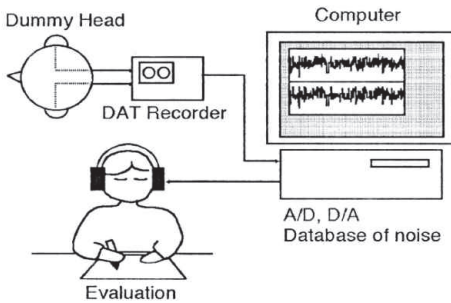 Computer
Dummy Head
DAT Recorder
A/D, D/A
Database of noise
Evaluation